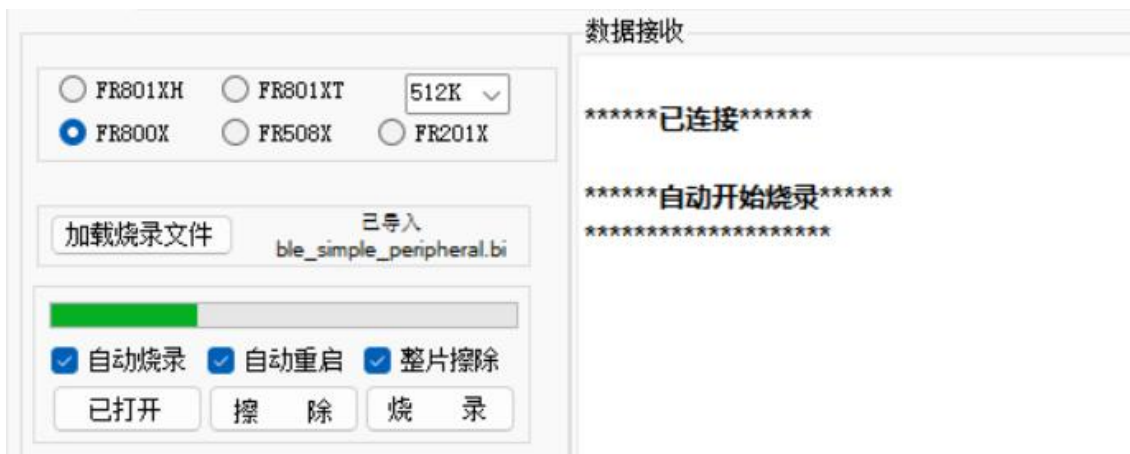 数据接收
FR801XH FR801XT 512K
FR800X FR508X FR201X
加载烧录文件
已导入
ble_simple_peripheral.bi
自动烧录 自动重启 整片擦除
已打开 擦 除 烧 录
******已连接******
******自动开始烧录******
********************